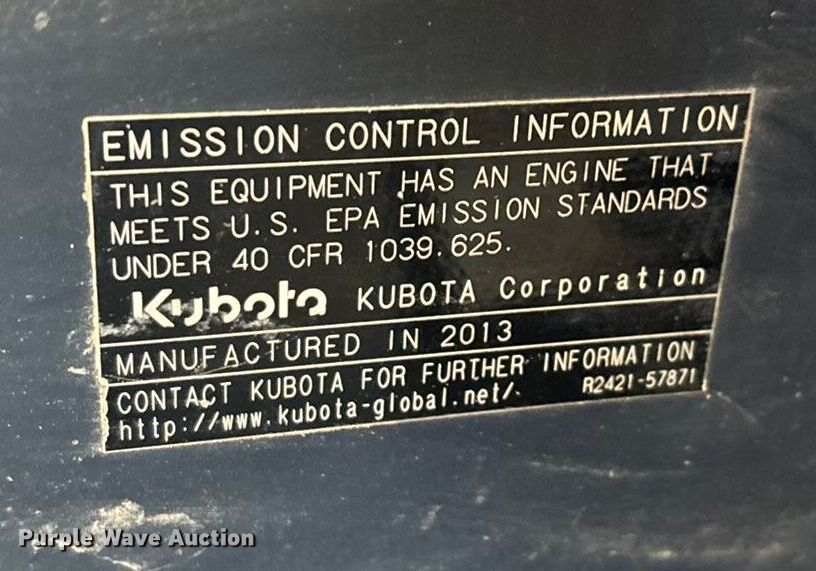 EMISSION CONTROL INFORMATION
THIS EQUIPMENT HAS AN ENGINE THAT
MEETS U.S. EPA EMISSION STANDARDS
UNDER 40 CFR 1039.625.
Kubota KUBOTA Corporation
MANUFACTURED IN 2013
CONTACT KUBOTA FOR FURTHER INFORMATION
http://www.kubota-global.net/ R2421-57871
Purple Wave Auction